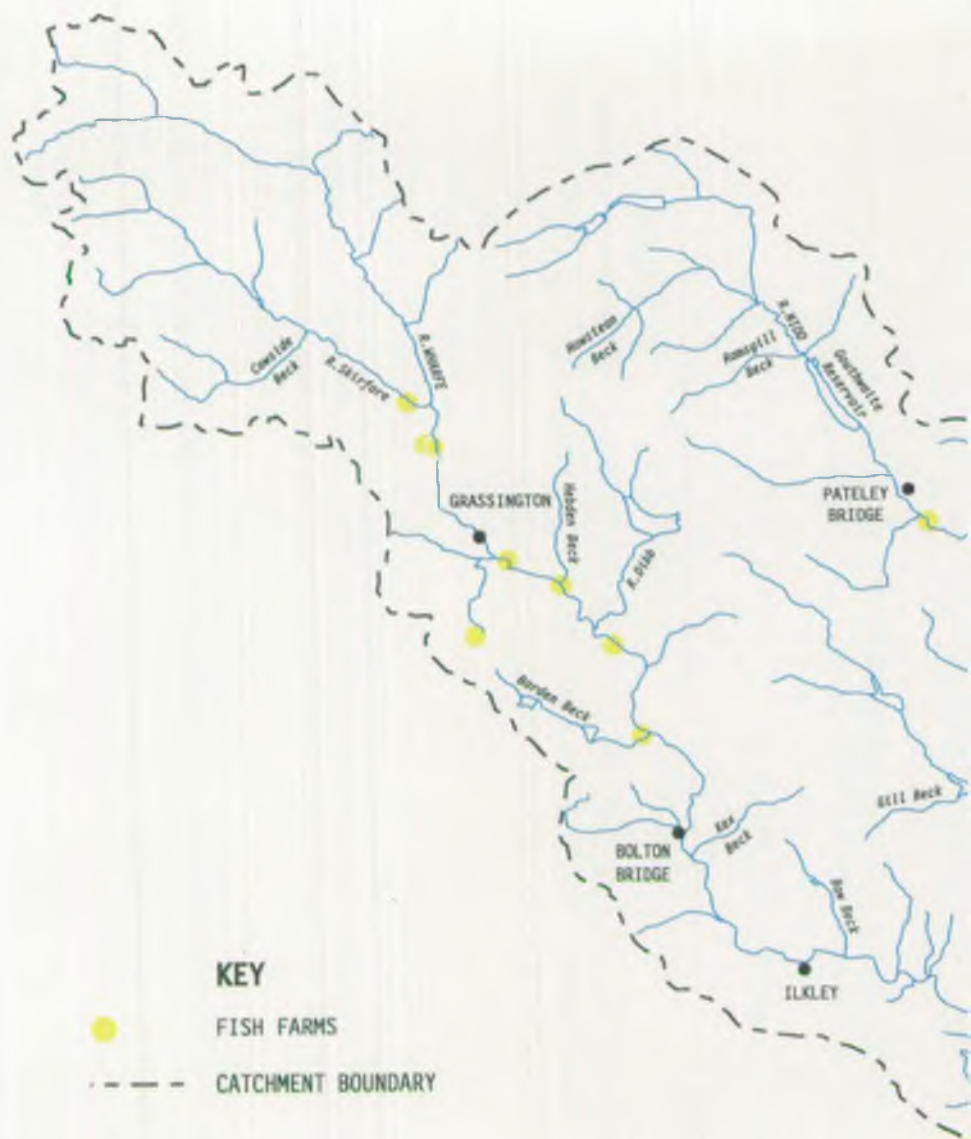 R.WHARFE
Cowside
Beck
R.Skirfare
Howstean
Beck
R.NIDD
Ramsgill
Beck
Gouthwaite
Reservoir
GRASSINGTON
Hebden Beck
R.Dibb
PATELEY
BRIDGE
Barden Beck
Gill Beck
Kex
Beck
BOLTON
BRIDGE
Dow Beck
ILKLEY
KEY
FISH FARMS
CATCHMENT BOUNDARY